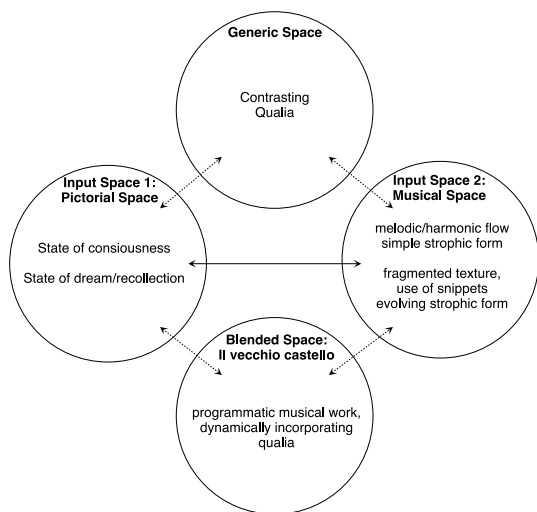 Generic Space
Contrasting
Qualia
Input Space 1:
Pictorial Space
State of consiousness
State of dream/recollection
Input Space 2:
Musical Space
melodic/harmonic flow
simple strophic form
fragmented texture,
use of snippets
evolving strophic form
Blended Space:
Il vecchio castello
programmatic musical work,
dynamically incorporating
qualia